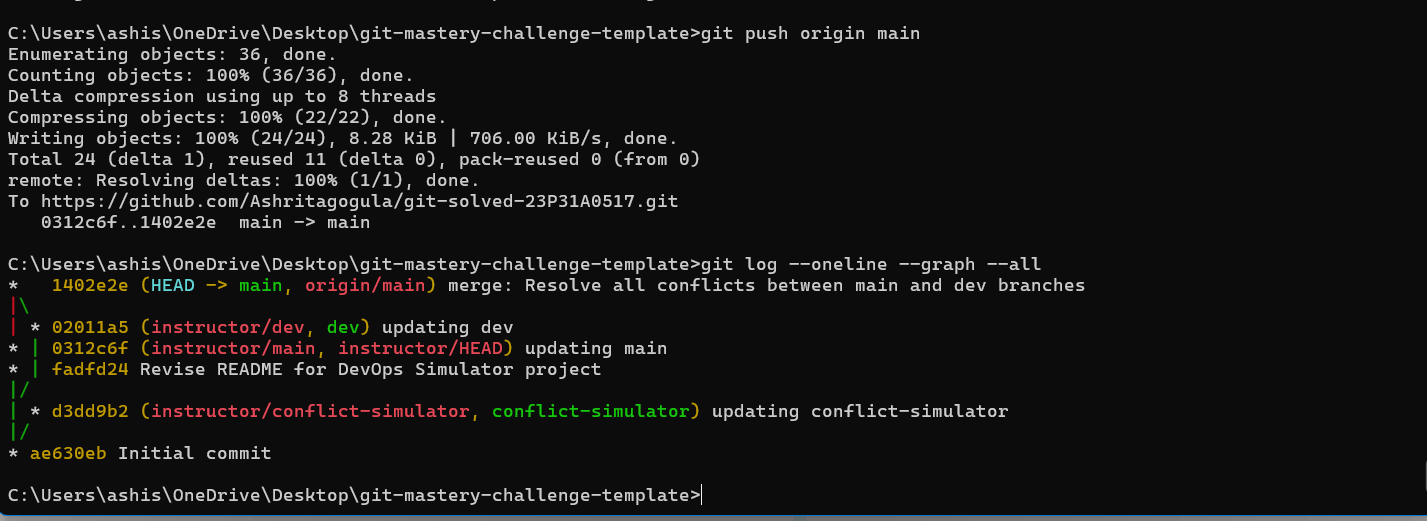 C:\Users\ashis\OneDrive\Desktop\git-mastery-challenge-template>git push origin main
Enumerating objects: 36, done.
Counting objects: 100% (36/36), done.
Delta compression using up to 8 threads
Compressing objects: 100% (22/22), done.
Writing objects: 100% (24/24), 8.28 KiB | 706.00 KiB/s, done.
Total 24 (delta 1), reused 11 (delta 0), pack-reused 0 (from 0)
remote: Resolving deltas: 100% (1/1), done.
To https://github.com/Ashritagogula/git-solved-23P31A0517.git
   0312c6f..1402e2e  main -> main
C:\Users\ashis\OneDrive\Desktop\git-mastery-challenge-template>git log --oneline --graph --all
*   1402e2e (HEAD -> main, origin/main) merge: Resolve all conflicts between main and dev branches
|\
| * 02011a5 (instructor/dev, dev) updating dev
* | 0312c6f (instructor/main, instructor/HEAD) updating main
* | fadfd24 Revise README for DevOps Simulator project
|/
| * d3dd9b2 (instructor/conflict-simulator, conflict-simulator) updating conflict-simulator
|/
* ae630eb Initial commit
C:\Users\ashis\OneDrive\Desktop\git-mastery-challenge-template>